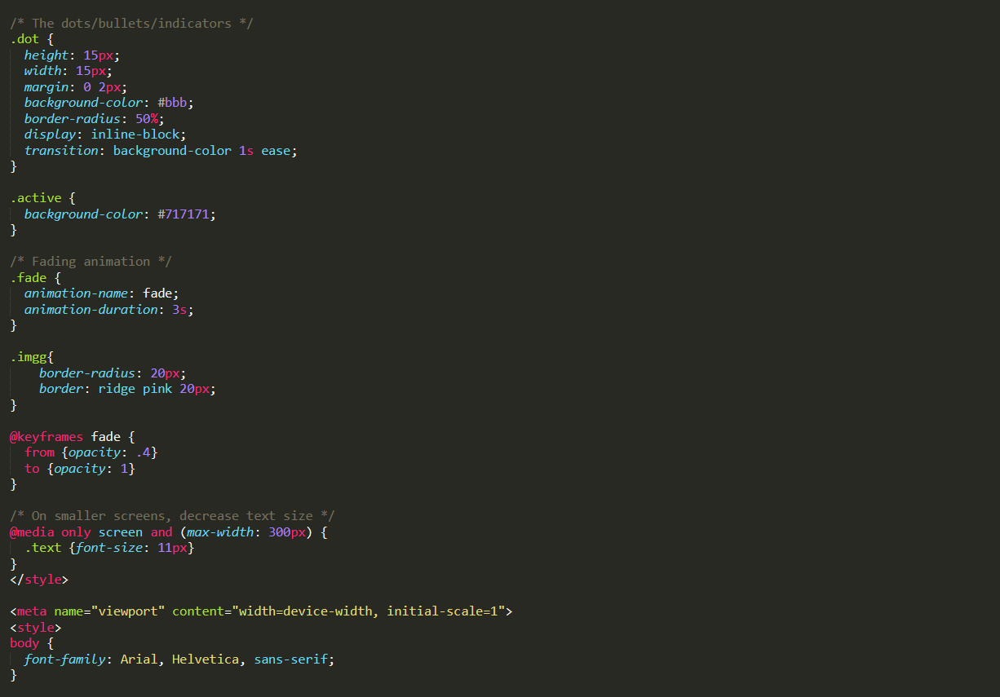 /* The dots/bullets/indicators */
.dot {
  height: 15px;
  width: 15px;
  margin: 0 2px;
  background-color: #bbb;
  border-radius: 50%;
  display: inline-block;
  transition: background-color 1s ease;
}

.active {
  background-color: #717171;
}

/* Fading animation */
.fade {
  animation-name: fade;
  animation-duration: 3s;
}

.imgg{
    border-radius: 20px;
    border: ridge pink 20px;
}

@keyframes fade {
  from {opacity: .4}
  to {opacity: 1}
}

/* On smaller screens, decrease text size */
@media only screen and (max-width: 300px) {
  .text {font-size: 11px}
}
</style>

<meta name="viewport" content="width=device-width, initial-scale=1">
<style>
body {
  font-family: Arial, Helvetica, sans-serif;
}